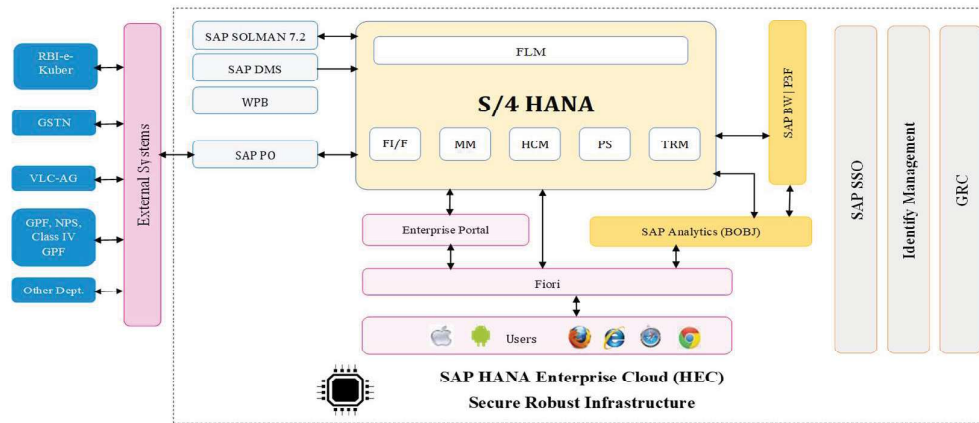 RBI-e-
Kuber
GSTN
VLC-AG
GPF, NPS,
Class IV
GPF
Other Dept.
External Systems
SAP SOLMAN 7.2
SAP DMS
WPB
SAP PO
FLM
S/4 HANA
FI/F
MM
HCM
PS
TRM
SAP BW | P3F
Enterprise Portal
SAP Analytics (BOBJ)
Fiori
Users
SAP SSO
Identify Management
GRC
SAP HANA Enterprise Cloud (HEC)
Secure Robust Infrastructure